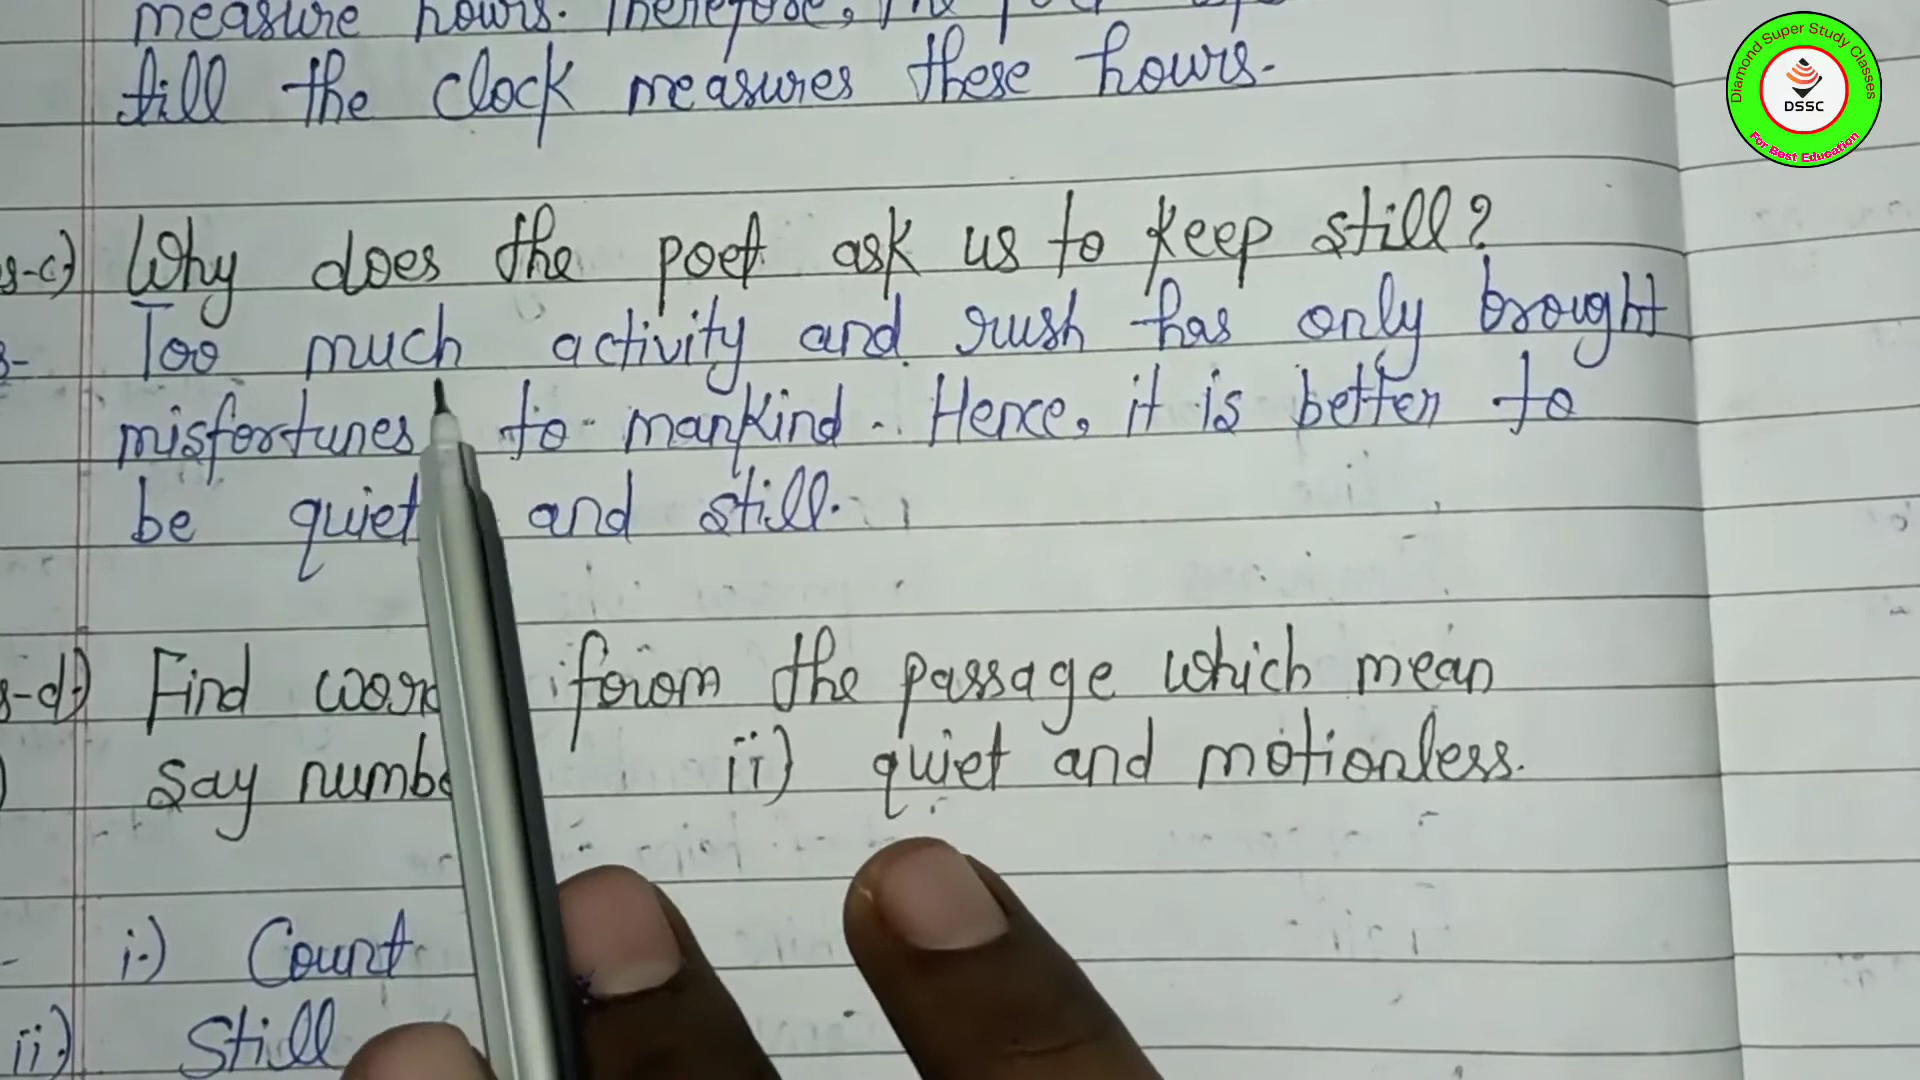 measure hours. Therefore, the
till the clock measures these hours.
s-c) Why does the poet ask us to keep still?
s- Too much activity and rush has only brought
misfortunes to mankind. Hence, it is better to
be quiet and still.
s-d) Find from the passage which mean
) Say ii) quiet and motionless.
- i.) Count
ii) Still
Diamond Super Study Classes
DSSC
For Best Education